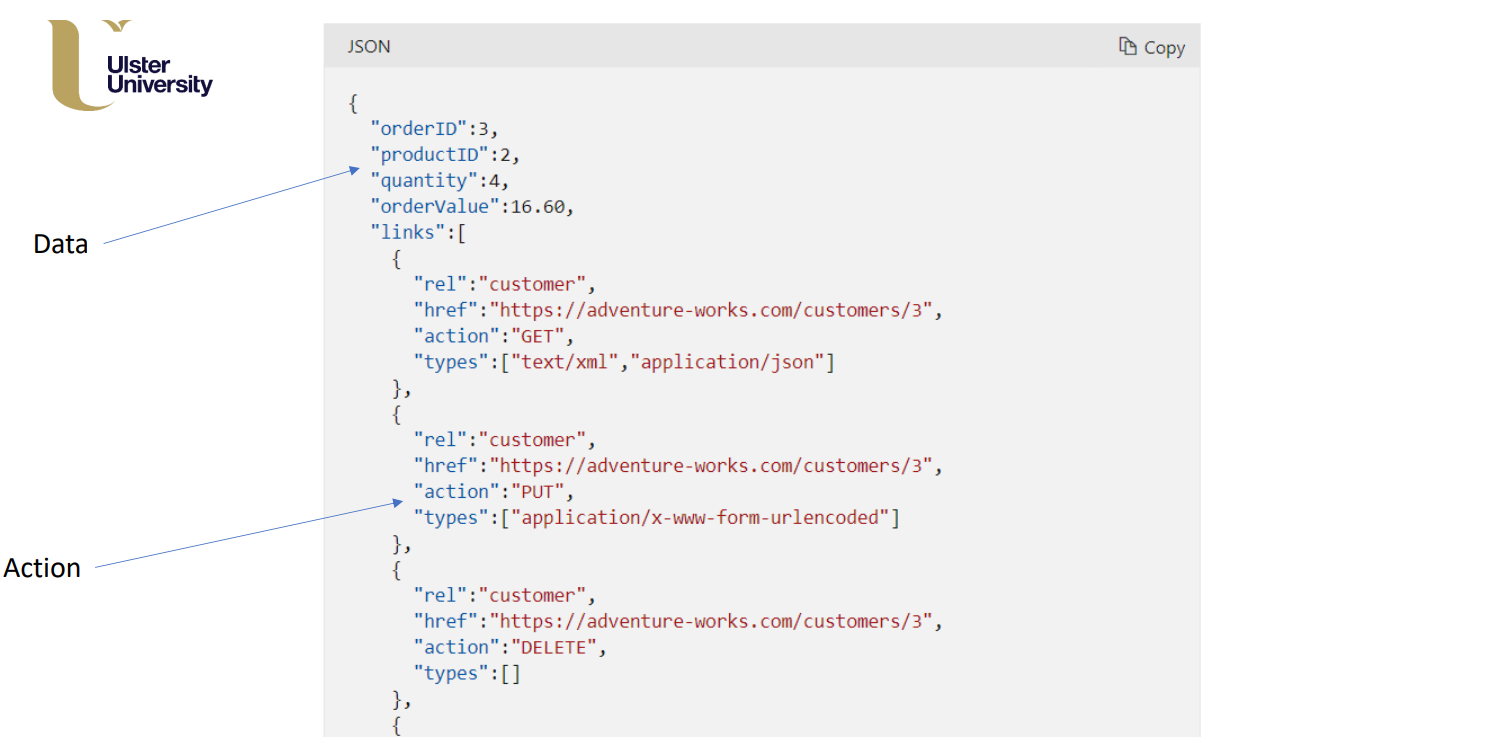 Ulster
University
JSON
Copy
{
"orderID":3,
"productID":2,
"quantity":4,
"orderValue":16.60,
"links":[
{
"rel":"customer",
"href":"https://adventure-works.com/customers/3",
"action":"GET",
"types":["text/xml","application/json"]
},
{
"rel":"customer",
"href":"https://adventure-works.com/customers/3",
"action":"PUT",
"types":["application/x-www-form-urlencoded"]
},
{
"rel":"customer",
"href":"https://adventure-works.com/customers/3",
"action":"DELETE",
"types":[]
},
{
Data
Action